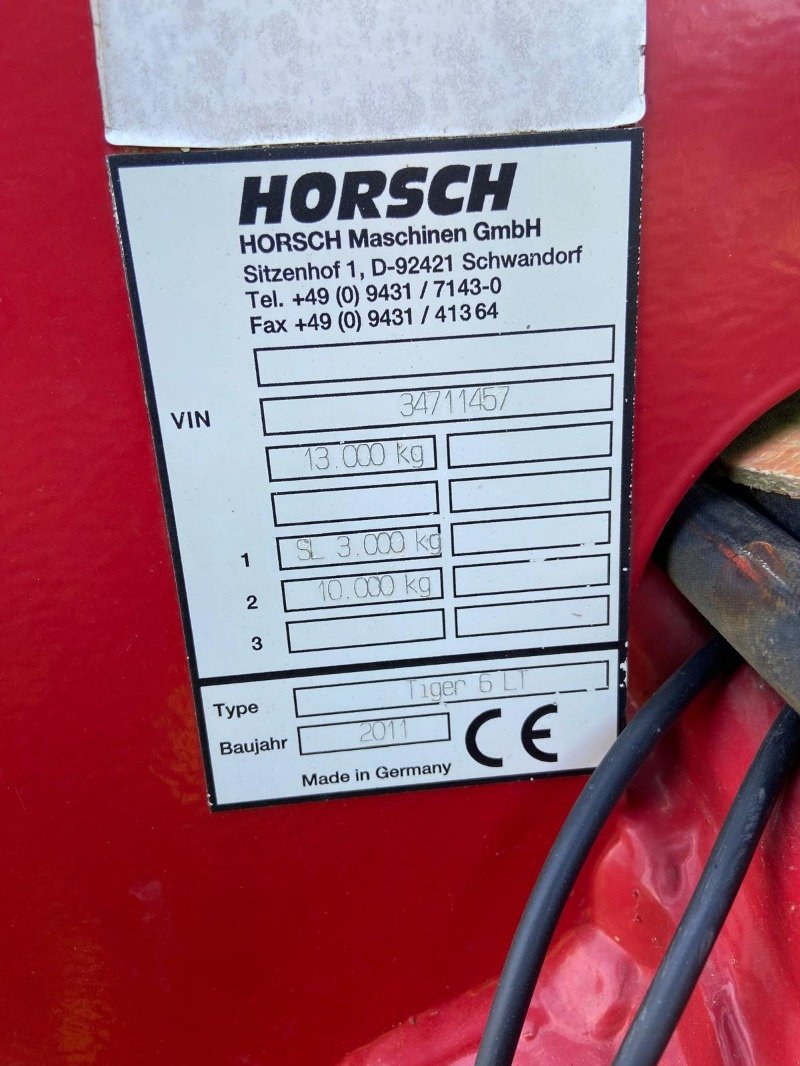 HORSCH
HORSCH Maschinen GmbH
Sitzenhof 1, D-92421 Schwandorf
Tel. +49 (0) 9431 / 7143-0
Fax +49 (0) 9431 / 41364
VIN 34711457
13.000 kg
1 SL 3.000 kg
2 10.000 kg
3
Type Tiger 6 LT
Baujahr 2011 CE
Made in Germany